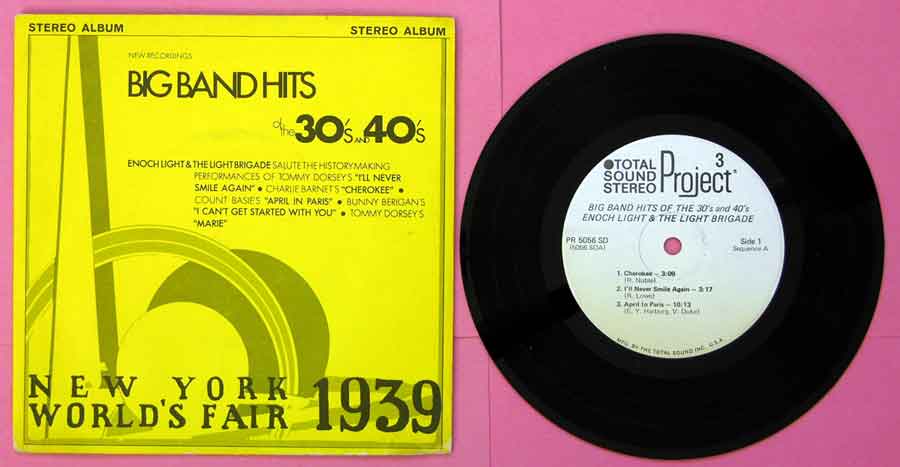 STEREO ALBUM
STEREO ALBUM
NEW RECORDINGS
BIG BAND HITS
of the 30's AND 40's
ENOCH LIGHT & THE LIGHT BRIGADE SALUTE THE HISTORY MAKING
PERFORMANCES OF TOMMY DORSEY'S "I'LL NEVER
SMILE AGAIN" ● CHARLIE BARNET'S "CHEROKEE" ●
COUNT BASIE'S "APRIL IN PARIS" ● BUNNY BERIGAN'S
"I CAN'T GET STARTED WITH YOU" ● TOMMY DORSEY'S
"MARIE"
NEW YORK
WORLD'S FAIR 1939
TOTAL
SOUND
STEREO
Project 3
BIG BAND HITS OF THE 30's and 40's
ENOCH LIGHT & THE LIGHT BRIGADE
PR 5056 SD
(5056 SDA)
Side 1
Sequence A
1. Cherokee – 3:09
(R. Noble)
2. I'll Never Smile Again – 3:17
(R. Lowe)
3. April to Paris – 10:13
(E. Y. Harburg, V. Duke)
MFG. BY THE TOTAL SOUND INC. U.S.A.